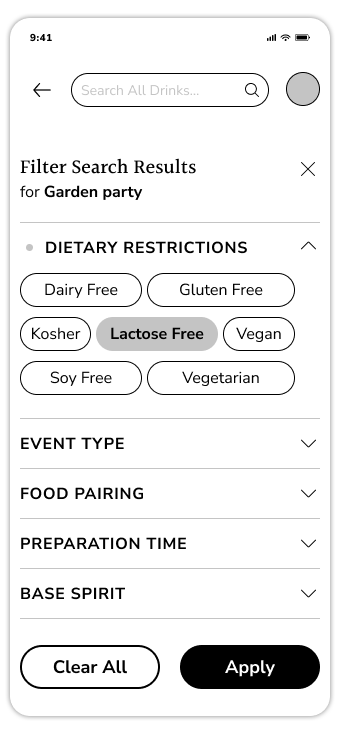 9:41
Search All Drinks...
Filter Search Results
for Garden party
DIETARY RESTRICTIONS
Dairy Free Gluten Free
Kosher Lactose Free Vegan
Soy Free Vegetarian
EVENT TYPE
FOOD PAIRING
PREPARATION TIME
BASE SPIRIT
Clear All Apply